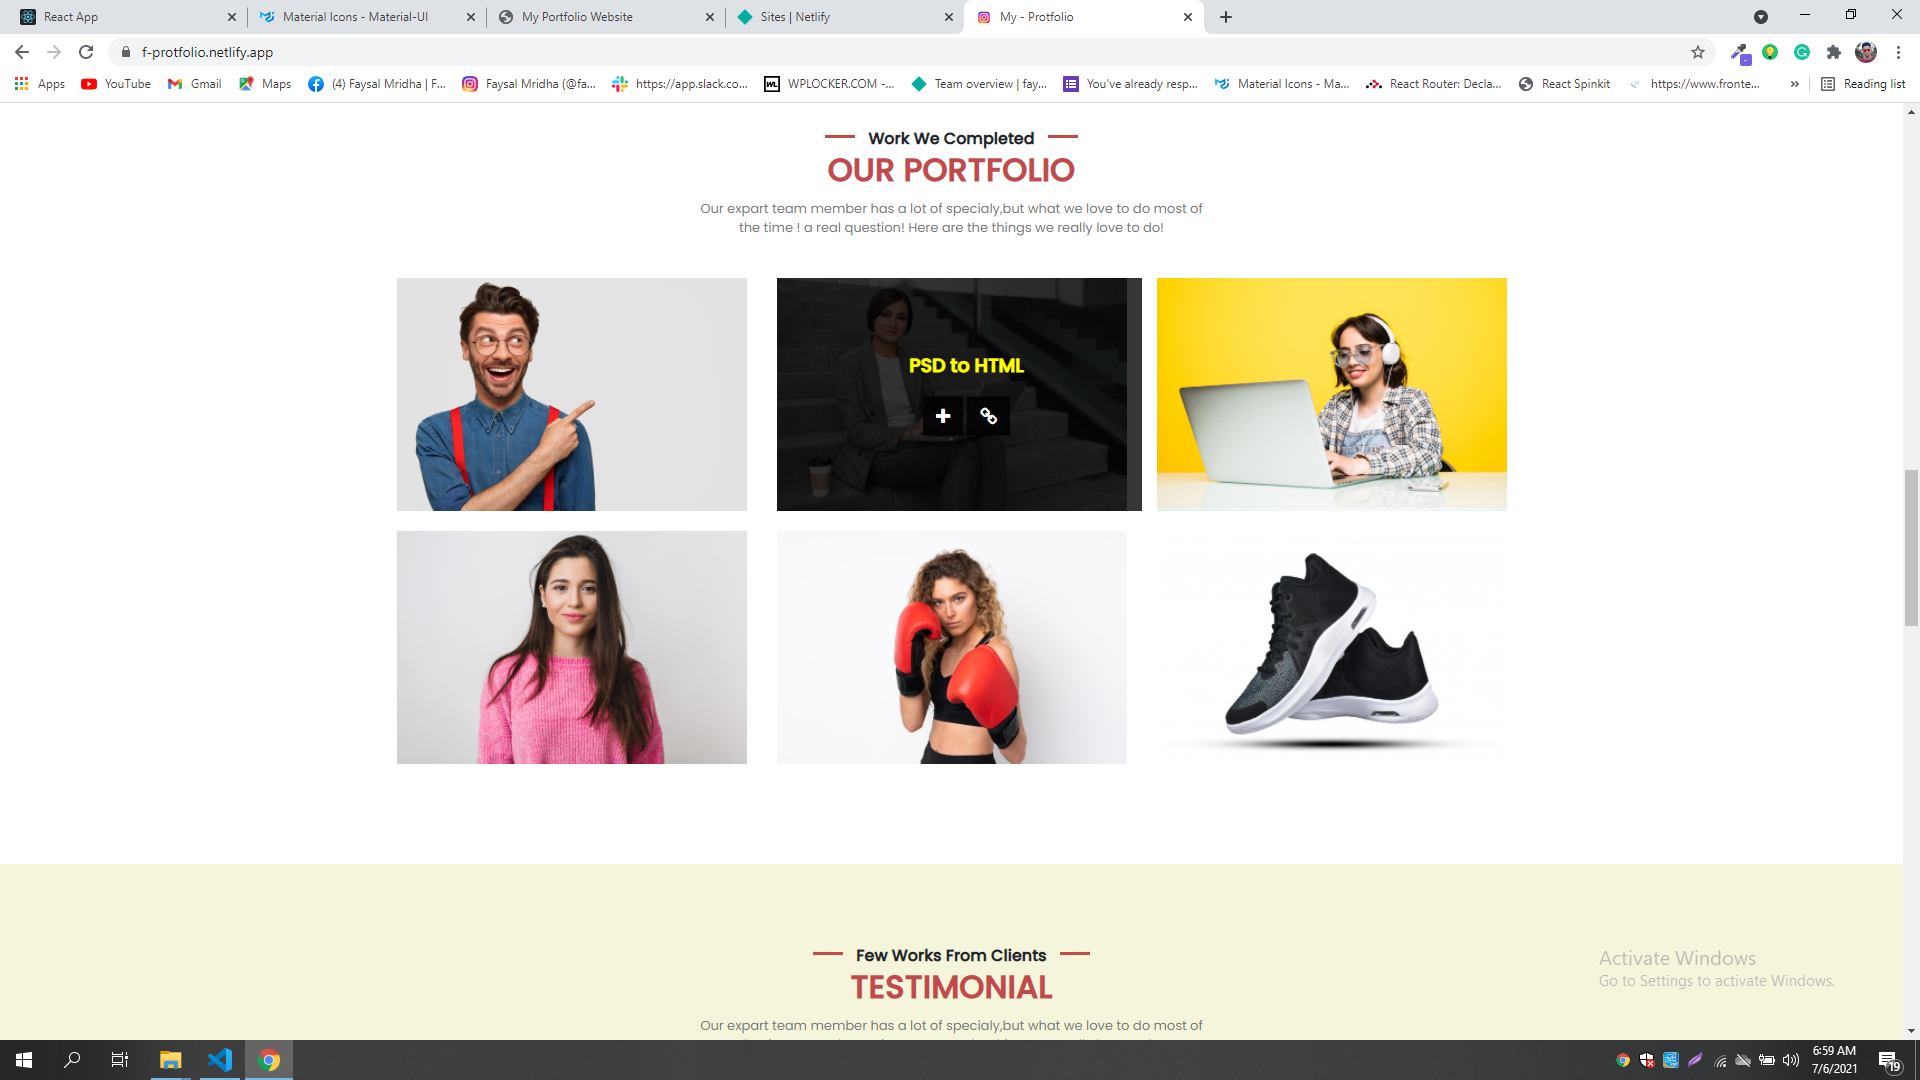 React App
Material Icons - Material-UI
My Portfolio Website
Sites | Netlify
My - Protfolio
f-protfolio.netlify.app
Apps
YouTube
Gmail
Maps
(4) Faysal Mridha | F...
Faysal Mridha (@fa...
https://app.slack.co...
WL
WPLOCKER.COM -...
Team overview | fay...
You've already resp...
Material Icons - Ma...
React Router: Decla...
React Spinkit
https://www.fronte...
Reading list
Work We Completed
OUR PORTFOLIO
Our expart team member has a lot of specialy,but what we love to do most of
the time ! a real question! Here are the things we really love to do!
PSD to HTML
Few Works From Clients
TESTIMONIAL
Our expart team member has a lot of specialy,but what we love to do most of
Activate Windows
Go to Settings to activate Windows.
6:59 AM
7/6/2021
19